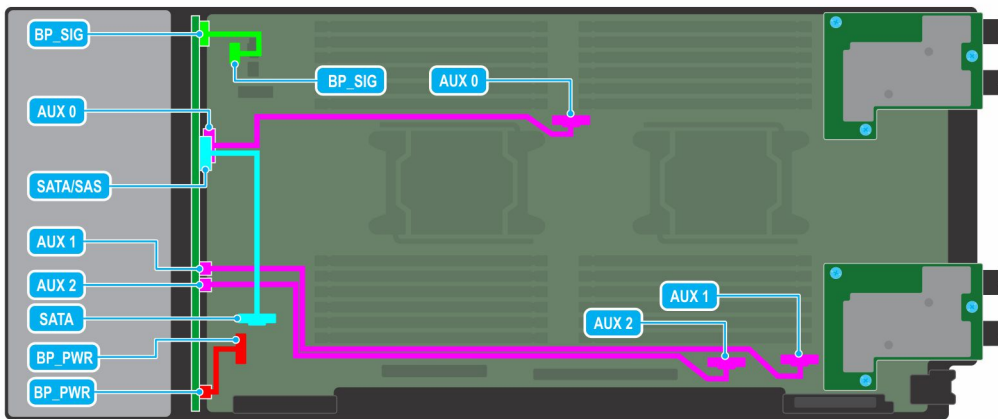 BP_SIG
BP_SIG
AUX 0
AUX 0
SATA/SAS
AUX 1
AUX 2
SATA
BP_PWR
BP_PWR
AUX 1
AUX 2